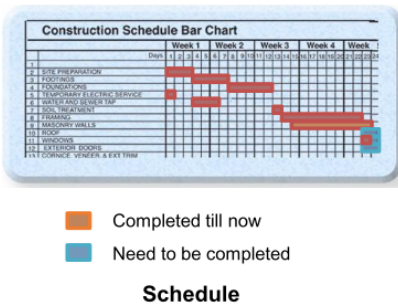 Construction Schedule Bar Chart
Week 1 Week 2 Week 3 Week 4 Week
Days 1 2 3 4 5 6 7 8 9 10 11 12 13 14 15 16 17 18 19 20 21 22 23 24
1
2 SITE PREPARATION
3 FOOTINGS
4 FOUNDATIONS
5 TEMPORARY ELECTRIC SERVICE
6 WATER AND SEWER TAP
7 SOIL TREATMENT
8 FRAMING
9 MASONRY WALLS
10 ROOF
11 WINDOWS
12 EXTERIOR DOORS
13 CORNICE, VENEER, & EXT TRIM
Completed till now
Need to be completed
Schedule